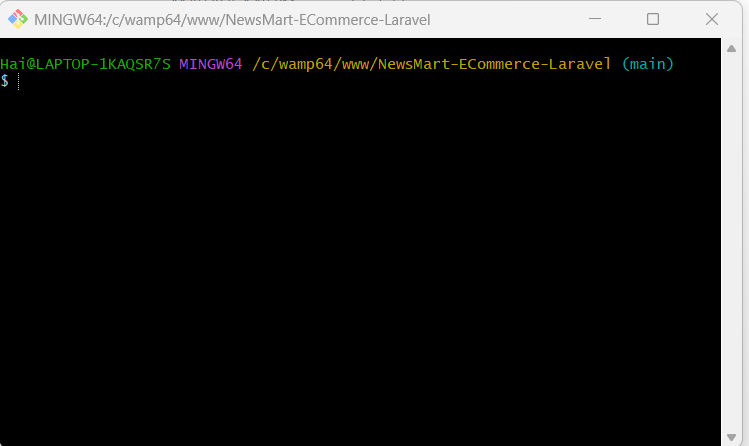 MINGW64:/c/wamp64/www/NewsMart-ECommerce-Laravel
Hai@LAPTOP-1KAQSR7S MINGW64 /c/wamp64/www/NewsMart-ECommerce-Laravel (main)
$